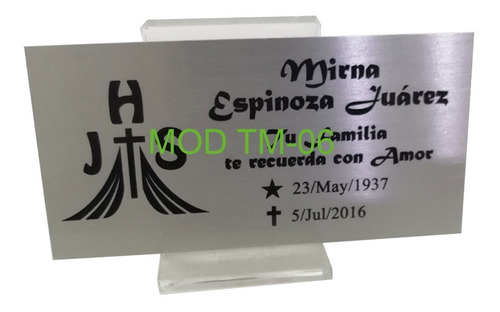 Mirna
Espinoza Juárez
Tu Familia
te recuerda con Amor
★ 23/May/1937
✝ 5/Jul/2016
JHS
MOD TM-06